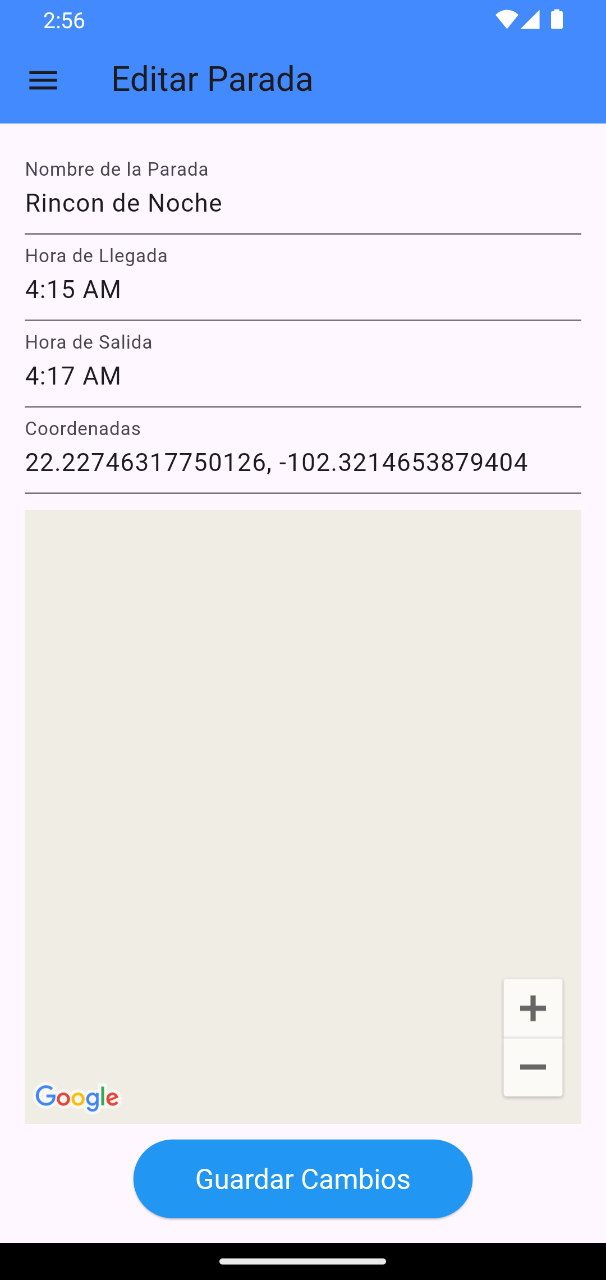 2:56
Editar Parada
Nombre de la Parada
Rincon de Noche
Hora de Llegada
4:15 AM
Hora de Salida
4:17 AM
Coordenadas
22.22746317750126, -102.3214653879404
Google
Guardar Cambios